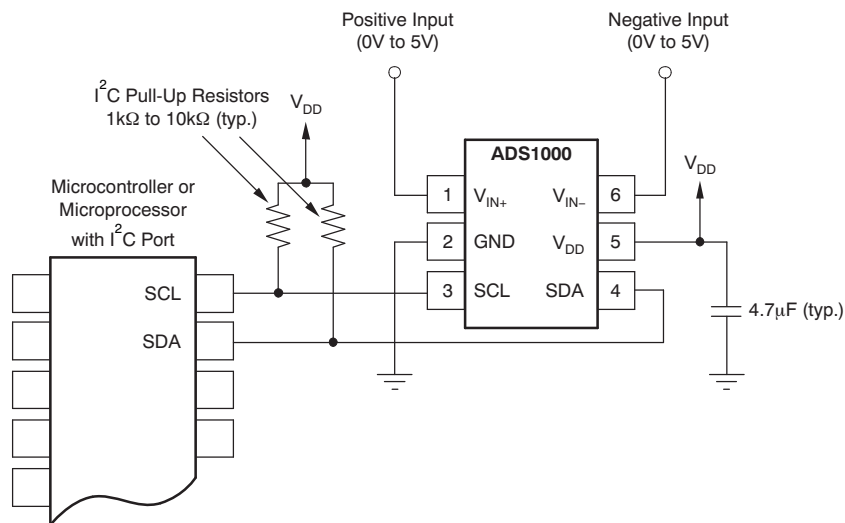 Positive Input
(0V to 5V)
Negative Input
(0V to 5V)
I²C Pull-Up Resistors
1kΩ to 10kΩ (typ.)
V_DD
Microcontroller or
Microprocessor
with I²C Port
SCL
SDA
ADS1000
1 V_IN+ V_IN− 6
2 GND V_DD 5
3 SCL SDA 4
V_DD
4.7µF (typ.)